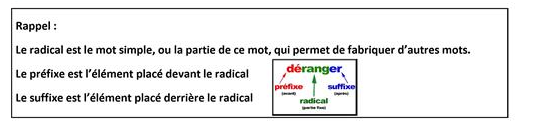 Rappel :
Le radical est le mot simple, ou la partie de ce mot, qui permet de fabriquer d'autres mots.
Le préfixe est l'élément placé devant le radical
Le suffixe est l'élément placé derrière le radical
déranger
préfixe suffixe
(avant) (après)
radical
(partie fixe)